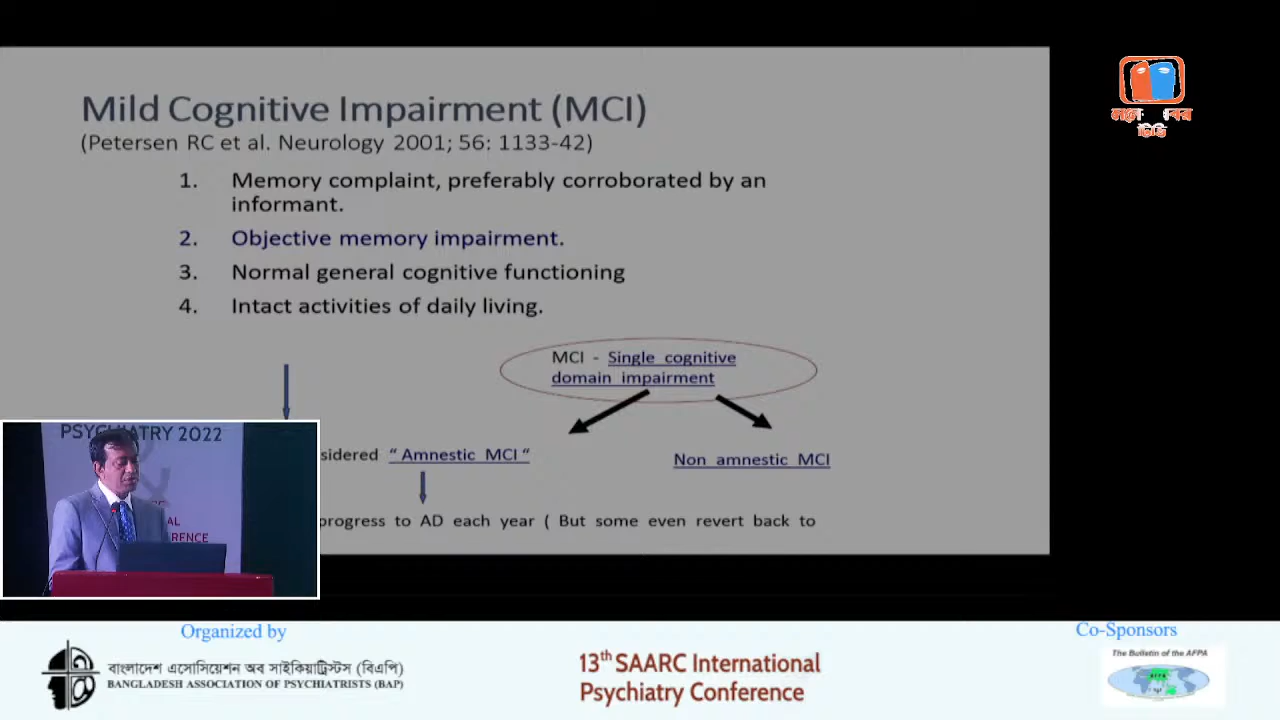 Mild Cognitive Impairment (MCI)
(Petersen RC et al. Neurology 2001; 56: 1133-42)
1. Memory complaint, preferably corroborated by an
informant.
2. Objective memory impairment.
3. Normal general cognitive functioning
4. Intact activities of daily living.
MCI - Single cognitive
domain impairment
sidered “ Amnestic MCI “
Non amnestic MCI
progress to AD each year ( But some even revert back to
PSYCHIATRY 2022
AL
RENCE
টিভি
Organized by
বাংলাদেশ এসোসিয়েশন অব সাইকিয়াট্রিস্টস (বিএপি)
BANGLADESH ASSOCIATION OF PSYCHIATRISTS (BAP)
13th SAARC International
Psychiatry Conference
Co-Sponsors
The Bulletin of the AFPA
AFPA